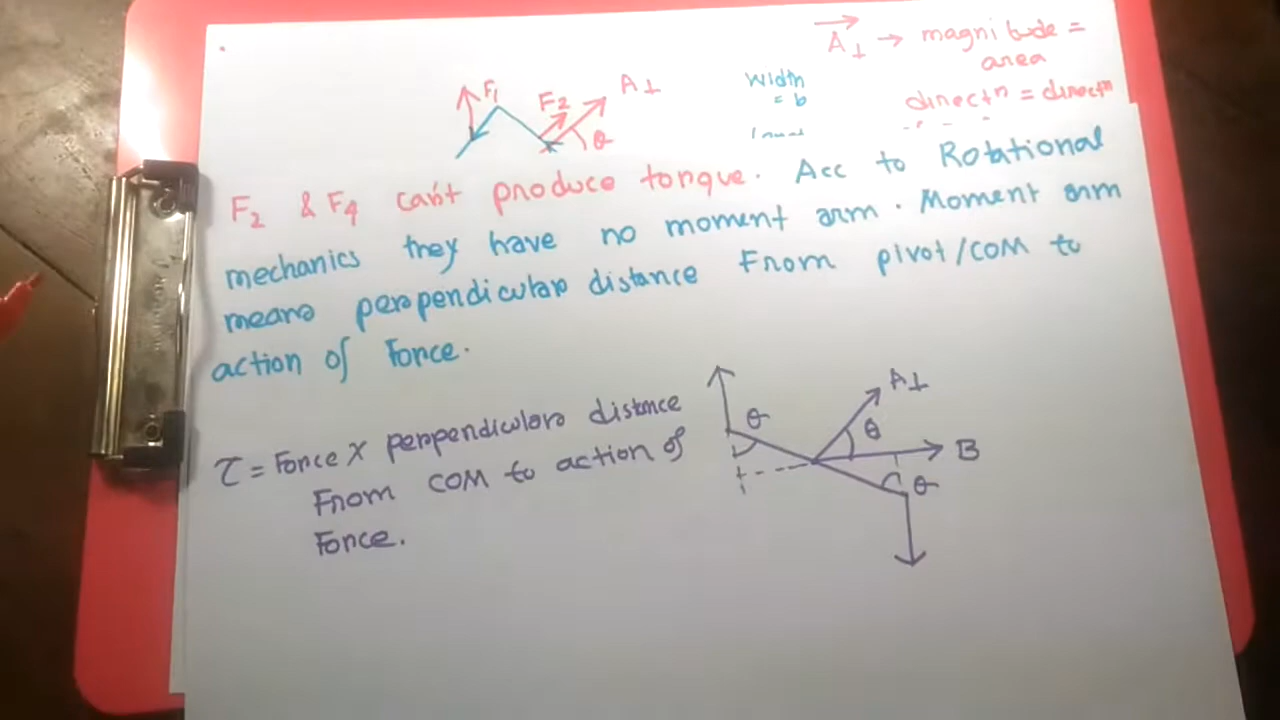 A⊥ → magnitude =
area
F1
F2
A⊥
θ
Width
= b
directⁿ = directⁿ
F2 & F4 can't produce torque. Acc to Rotational
mechanics they have no moment arm. Moment arm
means perpendicular distance From pivot/COM to
action of Force.
τ = Force × perpendicular distance
From COM to action of
Force.
θ
A⊥
θ
B
θ